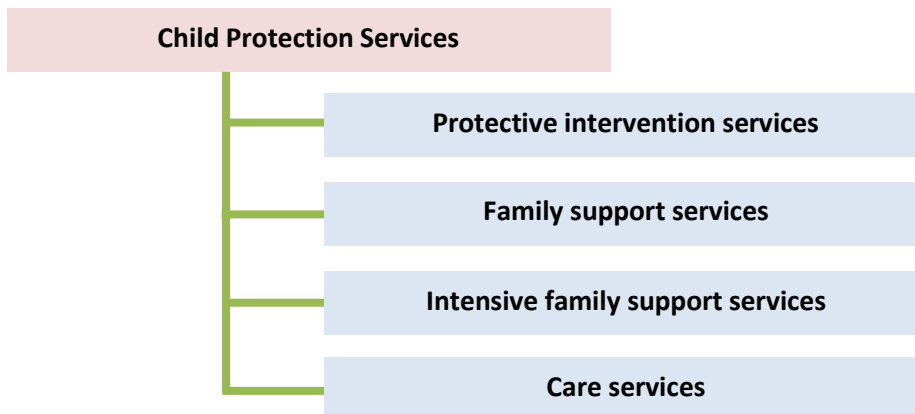 Child Protection Services
Protective intervention services
Family support services
Intensive family support services
Care services